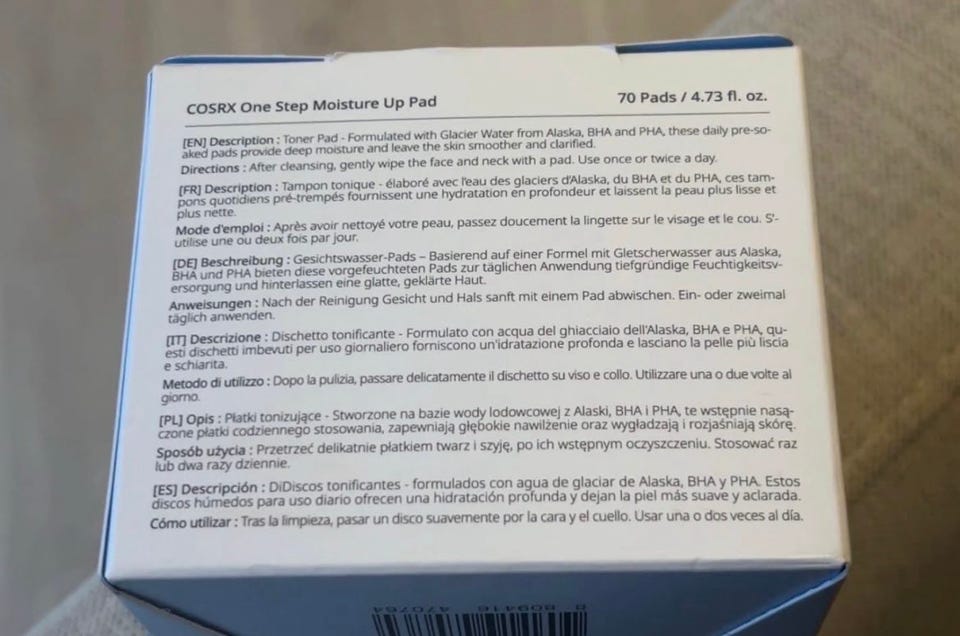 COSRX One Step Moisture Up Pad 70 Pads / 4.73 fl. oz.
[EN] Description : Toner Pad - Formulated with Glacier Water from Alaska, BHA and PHA, these daily pre-so-
aked pads provide deep moisture and leave the skin smoother and clarified.
Directions : After cleansing, gently wipe the face and neck with a pad. Use once or twice a day.
[FR] Description : Tampon tonique - élaboré avec l'eau des glaciers d'Alaska, du BHA et du PHA, ces tam-
pons quotidiens pré-trempés fournissent une hydratation en profondeur et laissent la peau plus lisse et
plus nette.
Mode d'emploi : Après avoir nettoyé votre peau, passez doucement la lingette sur le visage et le cou. S'-
utilise une ou deux fois par jour.
[DE] Beschreibung : Gesichtswasser-Pads – Basierend auf einer Formel mit Gletscherwasser aus Alaska,
BHA und PHA bieten diese vorgefeuchteten Pads zur täglichen Anwendung tiefgründige Feuchtigkeitsv-
ersorgung und hinterlassen eine glatte, geklärte Haut.
Anweisungen : Nach der Reinigung Gesicht und Hals sanft mit einem Pad abwischen. Ein- oder zweimal
täglich anwenden.
[IT] Descrizione : Dischetto tonificante - Formulato con acqua del ghiacciaio dell'Alaska, BHA e PHA, qu-
esti dischetti imbevuti per uso giornaliero forniscono un'idratazione profonda e lasciano la pelle più liscia
e schiarita.
Metodo di utilizzo : Dopo la pulizia, passare delicatamente il dischetto su viso e collo. Utilizzare una o due volte al
giorno.
[PL] Opis : Płatki tonizujące - Stworzone na bazie wody lodowcowej z Alaski, BHA i PHA, te wstępnie nasą-
czone płatki codziennego stosowania, zapewniają głębokie nawilżenie oraz wygładzają i rozjaśniają skórę.
Sposób użycia : Przetrzeć delikatnie płatkiem twarz i szyję, po ich wstępnym oczyszczeniu. Stosować raz
lub dwa razy dziennie.
[ES] Descripción : DiDiscos tonificantes - formulados con agua de glaciar de Alaska, BHA y PHA. Estos
discos húmedos para uso diario ofrecen una hidratación profunda y dejan la piel más suave y aclarada.
Cómo utilizar : Tras la limpieza, pasar un disco suavemente por la cara y el cuello. Usar una o dos veces al día.
8 809416 470764